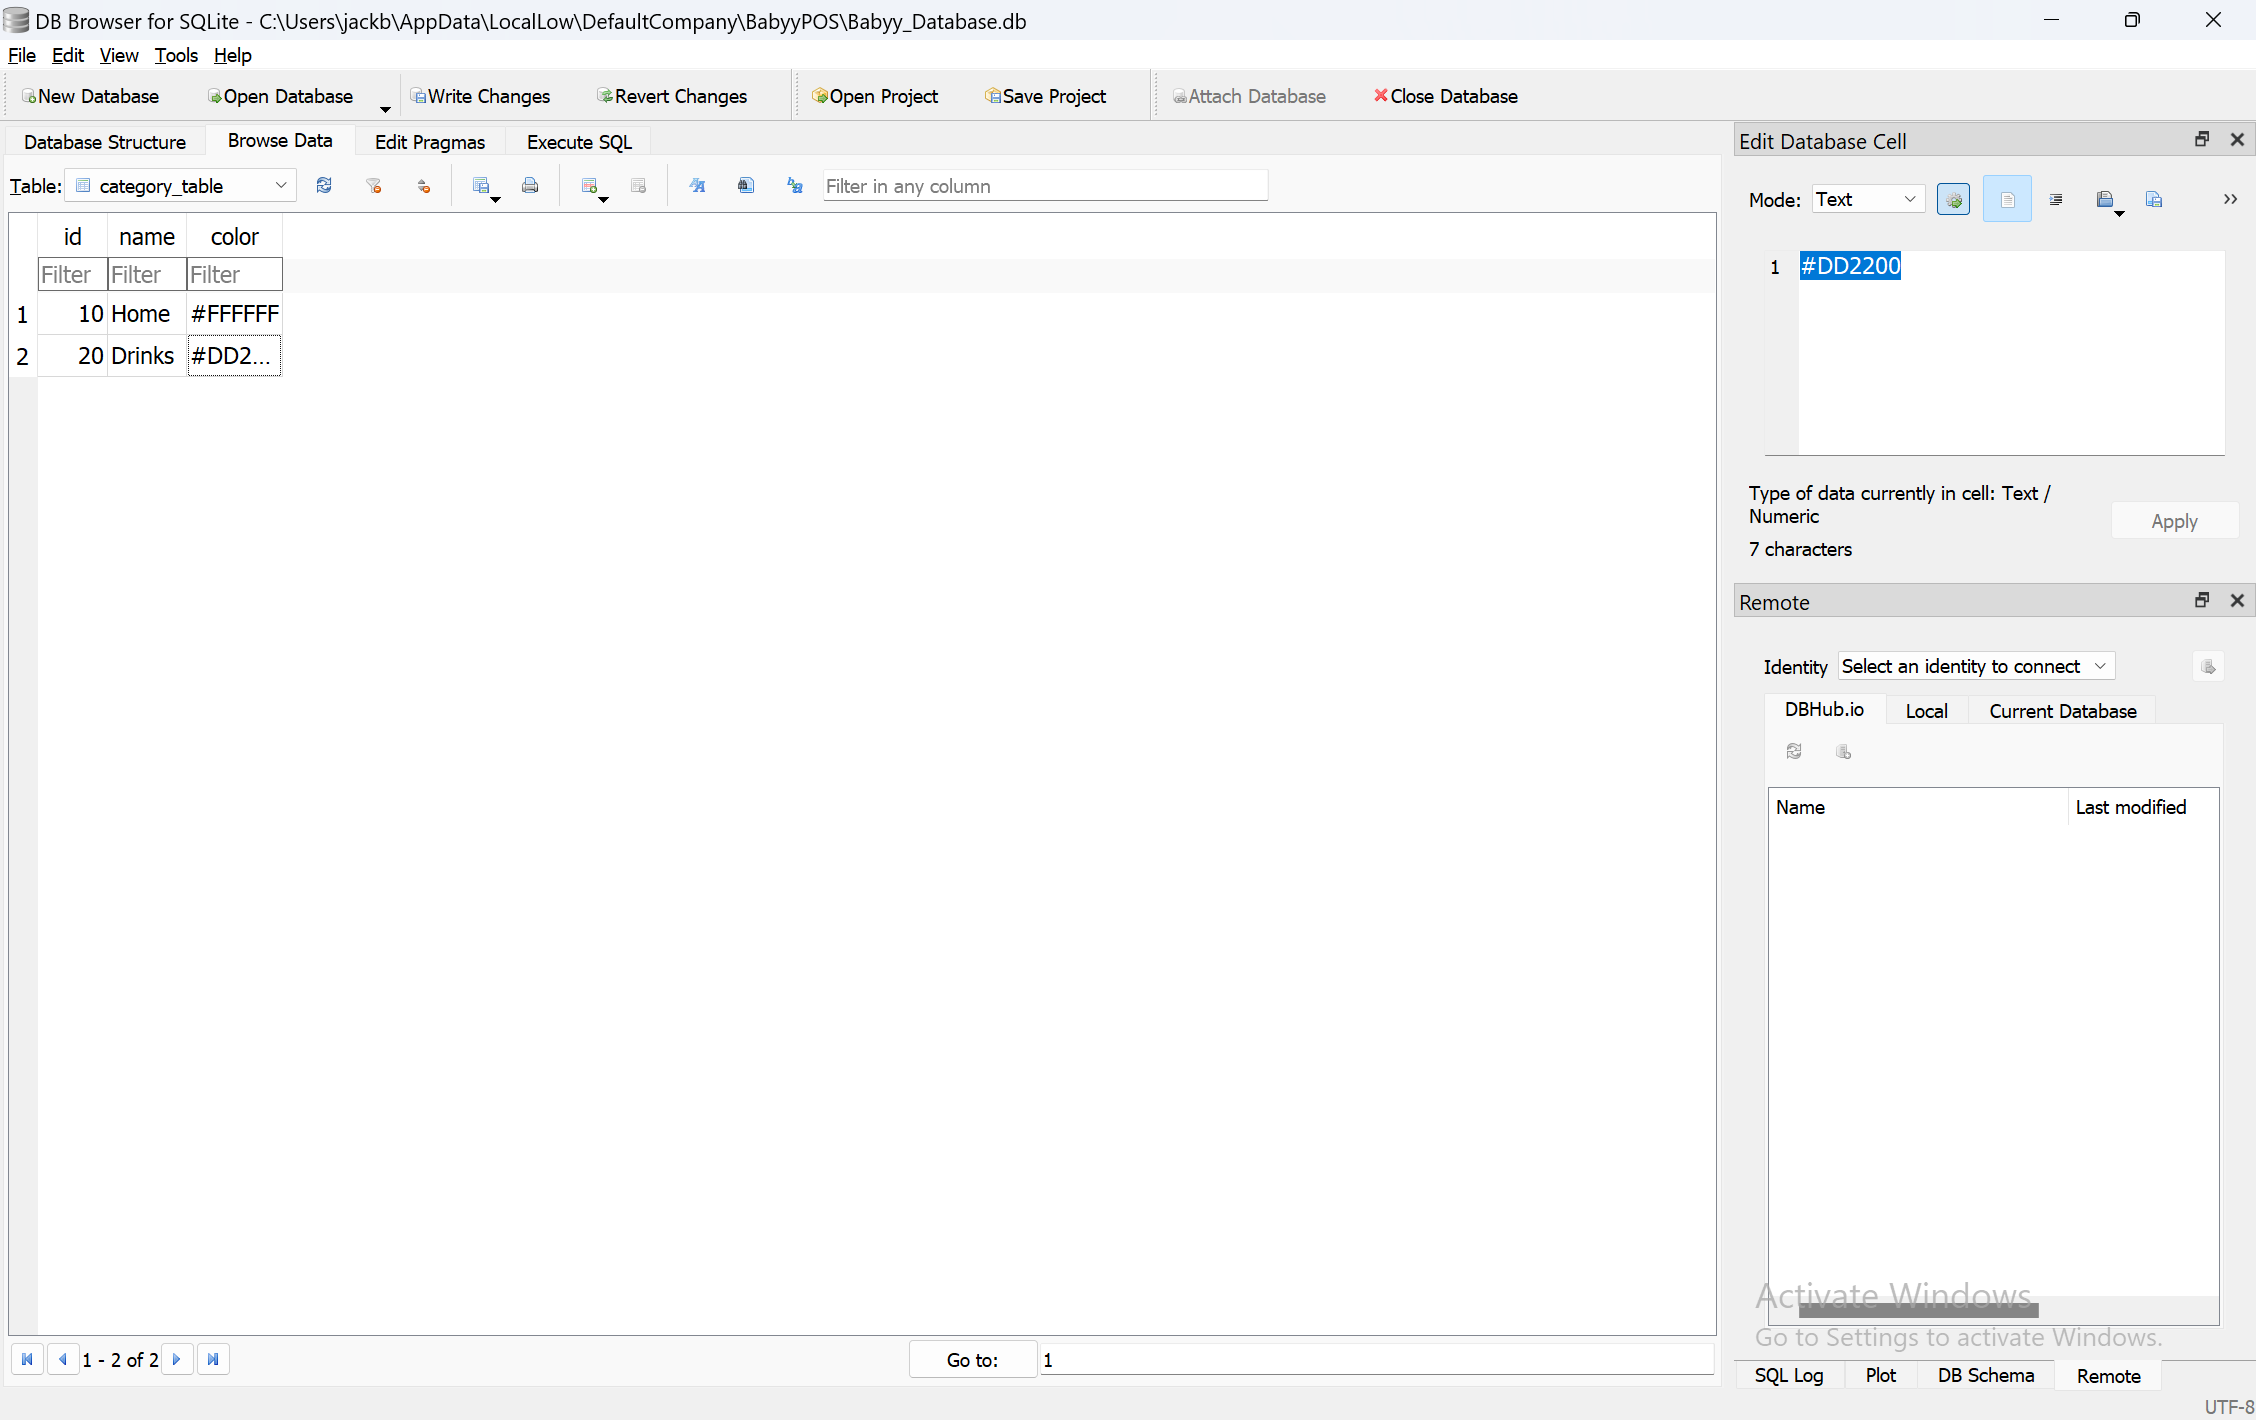 DB Browser for SQLite - C:\Users\jackb\AppData\LocalLow\DefaultCompany\BabyyPOS\Babyy_Database.db
File Edit View Tools Help
New Database Open Database Write Changes Revert Changes Open Project Save Project Attach Database Close Database
Database Structure Browse Data Edit Pragmas Execute SQL
Table: category_table Filter in any column
id name color
Filter Filter Filter
1 10 Home #FFFFFF
2 20 Drinks #DD2...
1 - 2 of 2 Go to: 1
Edit Database Cell
Mode: Text
1 #DD2200
Type of data currently in cell: Text /
Numeric
Apply
7 characters
Remote
Identity Select an identity to connect
DBHub.io Local Current Database
Name Last modified
Activate Windows
Go to Settings to activate Windows.
SQL Log Plot DB Schema Remote
UTF-8